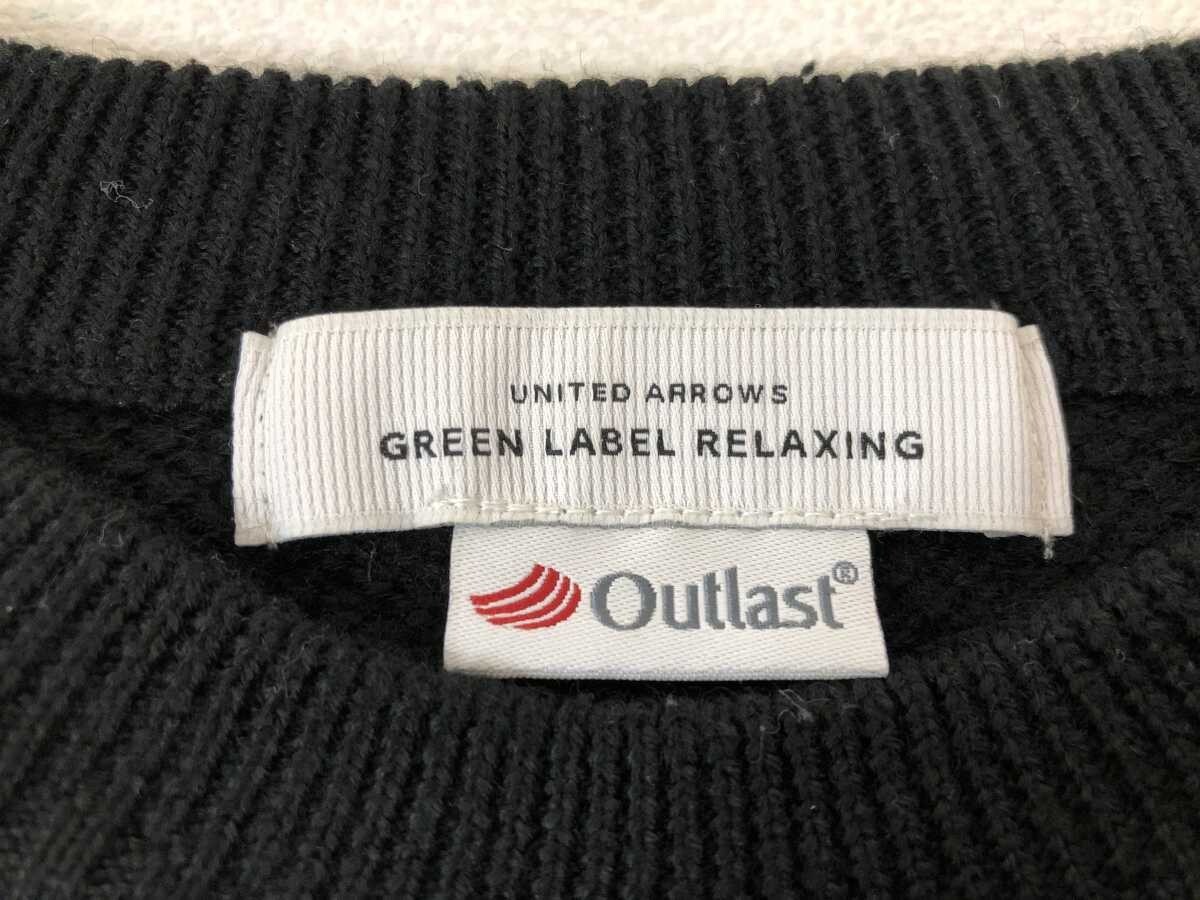 UNITED ARROWS
GREEN LABEL RELAXING
Outlast®